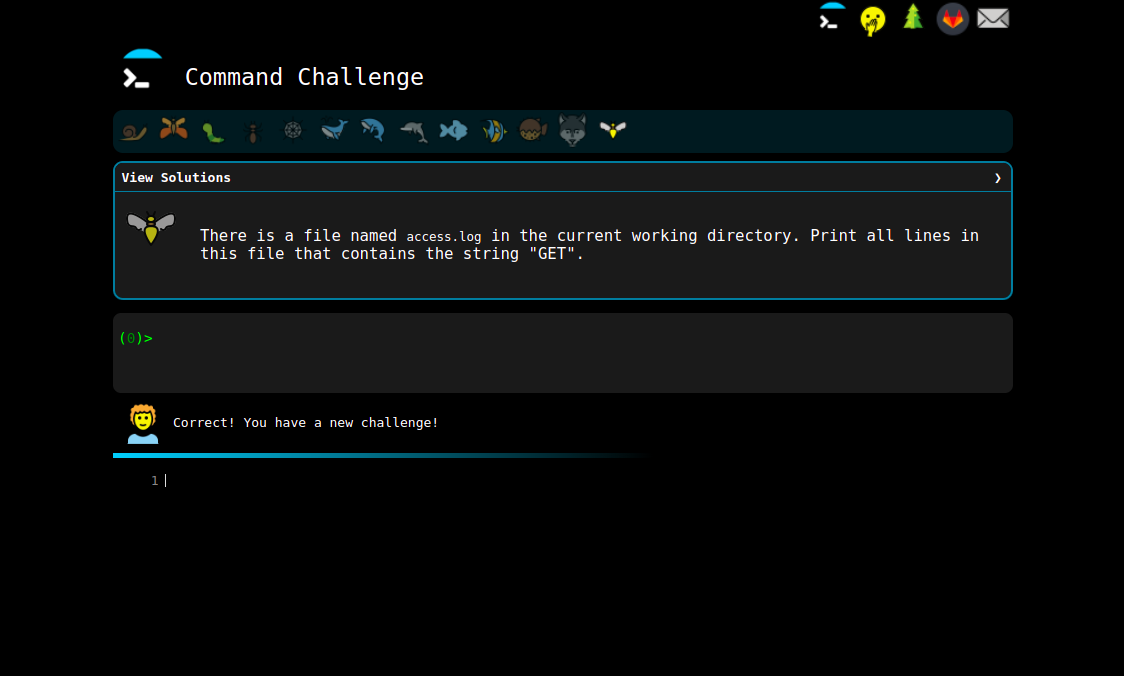 Command Challenge
View Solutions ❯
There is a file named access.log in the current working directory. Print all lines in
this file that contains the string "GET".
(0)>
Correct! You have a new challenge!
1